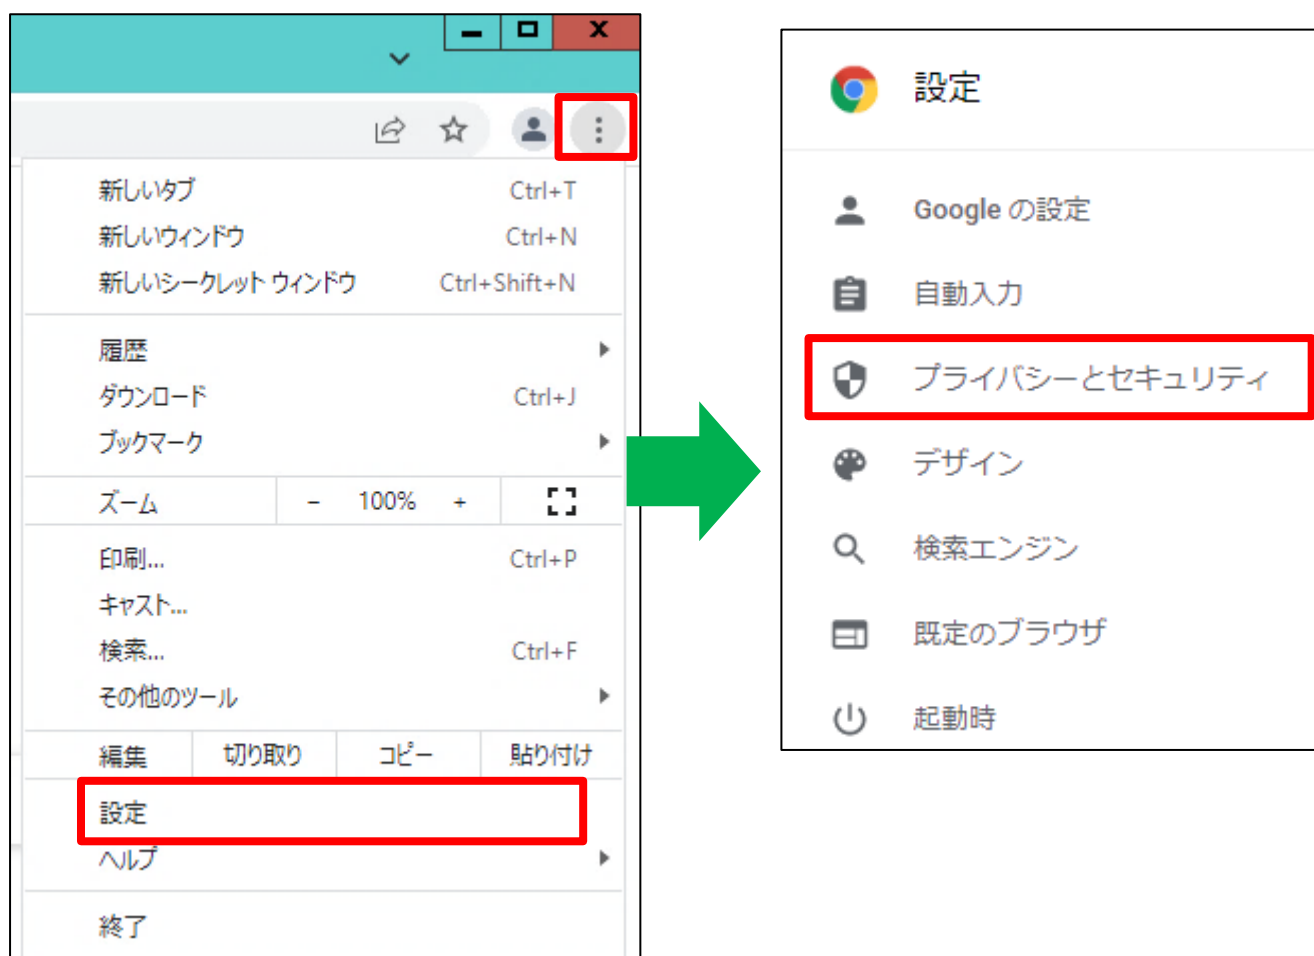 新しいタブ Ctrl+T
新しいウィンドウ Ctrl+N
新しいシークレット ウィンドウ Ctrl+Shift+N
履歴
ダウンロード Ctrl+J
ブックマーク
ズーム - 100% +
印刷... Ctrl+P
キャスト...
検索... Ctrl+F
その他のツール
編集 切り取り コピー 貼り付け
設定
ヘルプ
終了
設定
Google の設定
自動入力
プライバシーとセキュリティ
デザイン
検索エンジン
既定のブラウザ
起動時